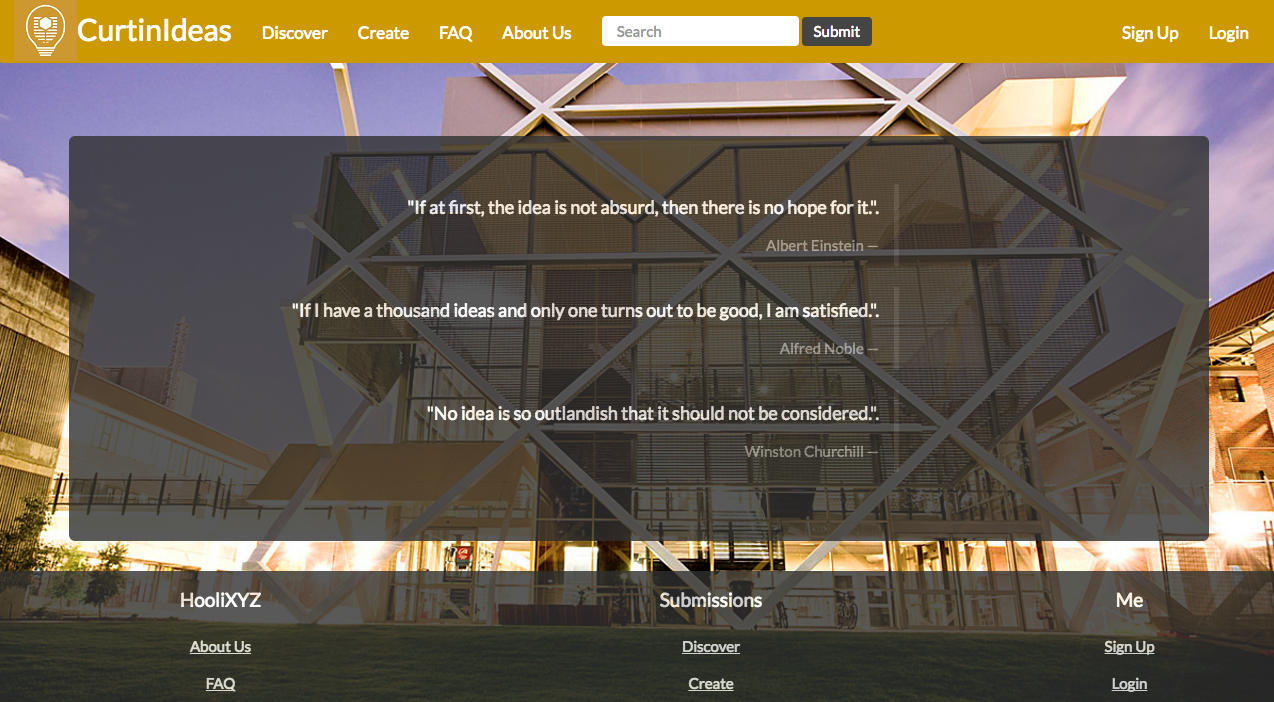 CurtinIdeas Discover Create FAQ About Us Search Submit Sign Up Login
"If at first, the idea is not absurd, then there is no hope for it.".
Albert Einstein —
"If I have a thousand ideas and only one turns out to be good, I am satisfied.".
Alfred Noble —
"No idea is so outlandish that it should not be considered.".
Winston Churchill —
HooliXYZ Submissions Me
About Us Discover Sign Up
FAQ Create Login